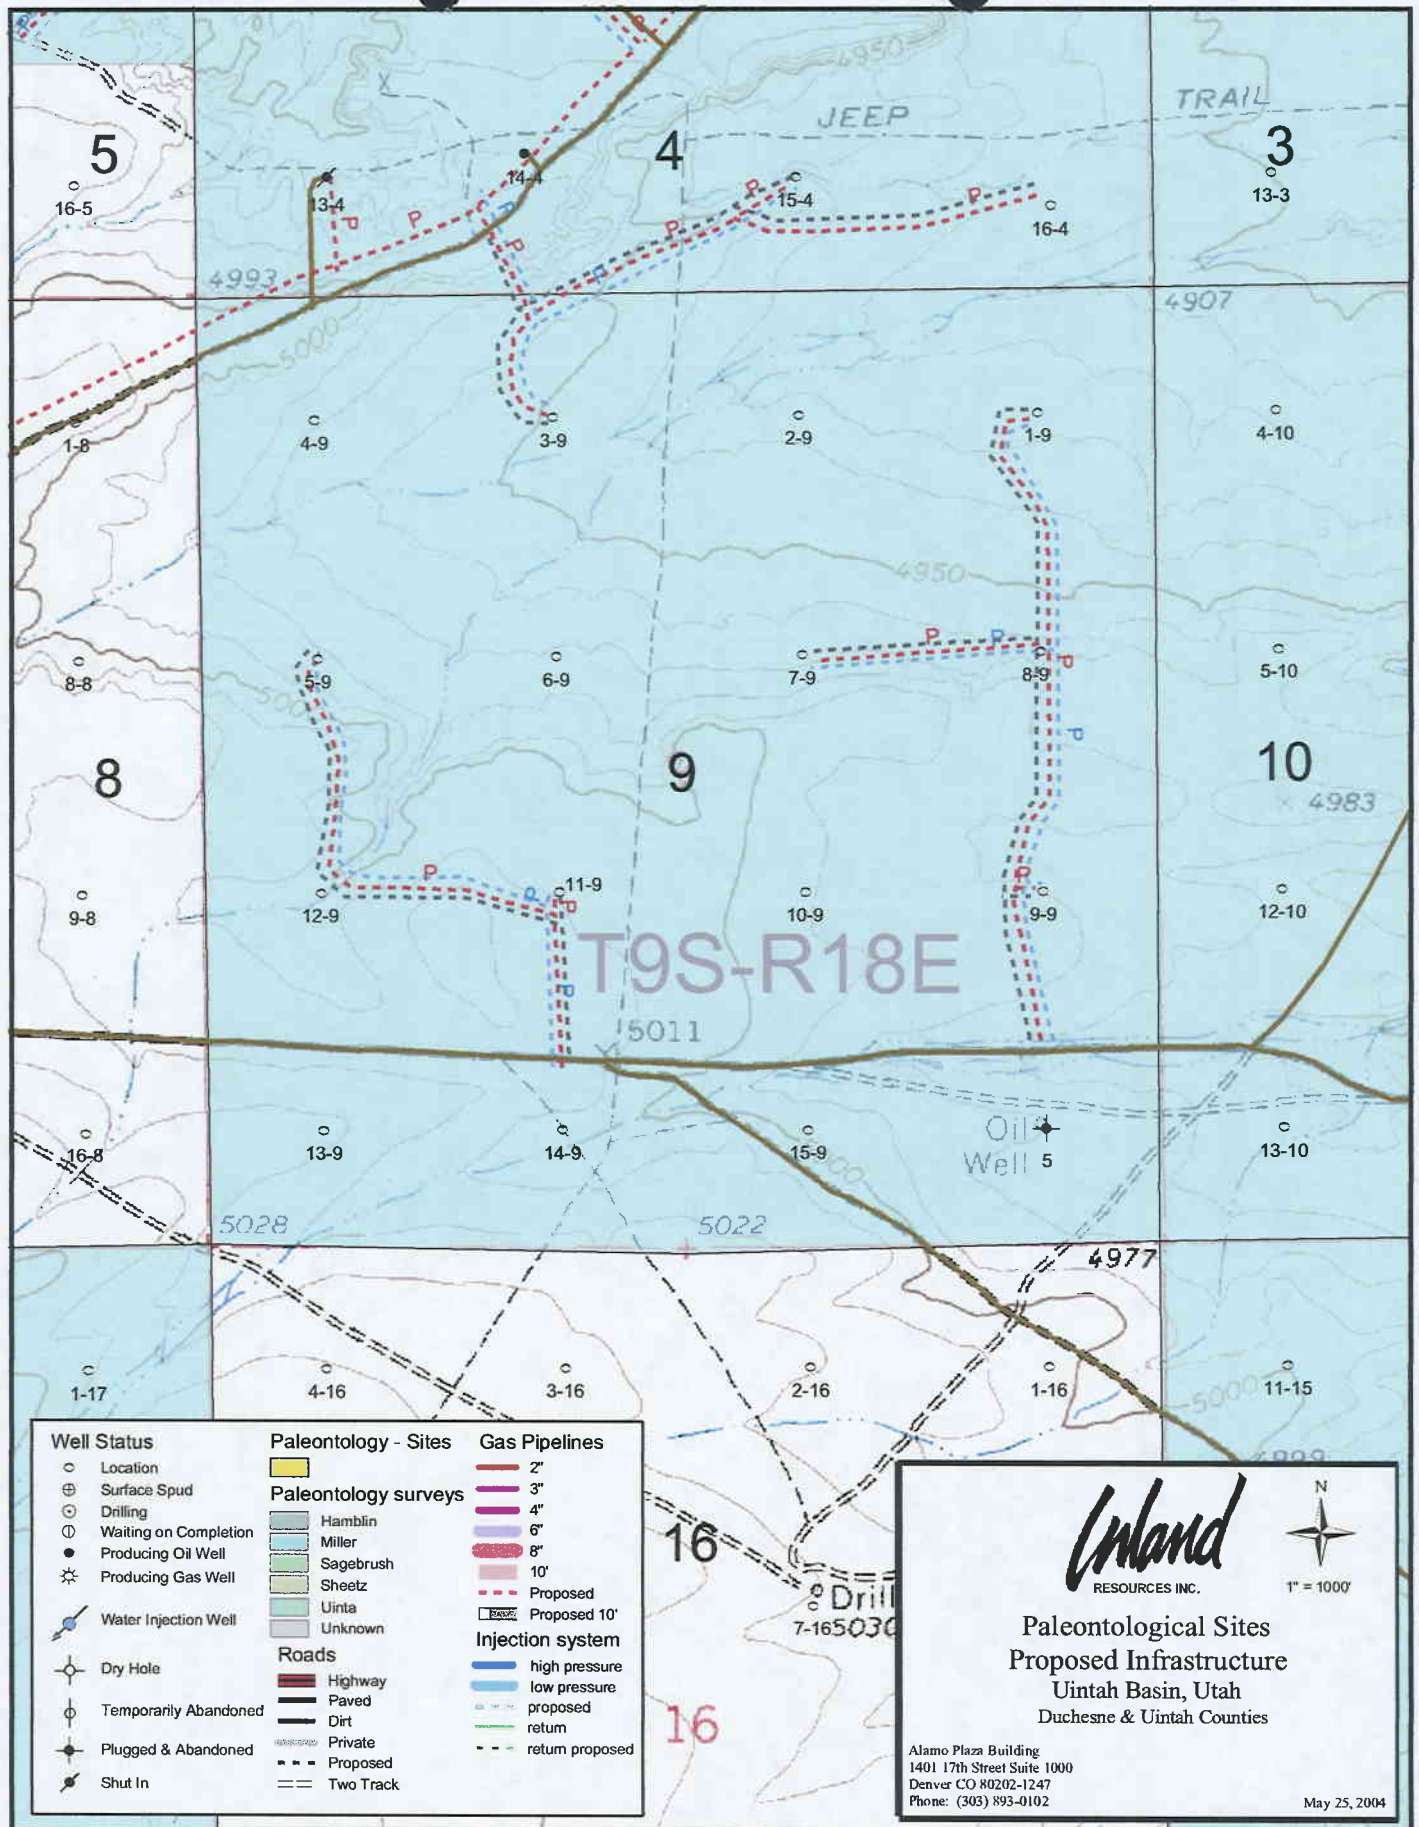 4950
JEEP
TRAIL
5
4
3
16-5
13-4
14-4
15-4
16-4
13-3
P
P
P
P
P
P
P
P
P
4993
4907
5000
1-8
4-9
3-9
2-9
1-9
4-10
4950
P
P
P
8-8
5-9
6-9
7-9
8-9
5-10
P
8
9
10
4983
P
P
P
P
P
9-8
12-9
11-9
10-9
9-9
12-10
T9S-R18E
P
5011
Oil
Well
5
16-8
13-9
14-9
15-9
13-10
5000
5028
5022
4977
1-17
4-16
3-16
2-16
1-16
5000
11-15
4999
16
Drill
7-16
5030
16
Well Status
Location
Surface Spud
Drilling
Waiting on Completion
Producing Oil Well
Producing Gas Well
Water Injection Well
Dry Hole
Temporarily Abandoned
Plugged & Abandoned
Shut In
Paleontology - Sites
Paleontology surveys
Hamblin
Miller
Sagebrush
Sheetz
Uinta
Unknown
Roads
Highway
Paved
Dirt
Private
Proposed
Two Track
Gas Pipelines
2"
3"
4"
6"
8"
10'
Proposed
Proposed 10'
Injection system
high pressure
low pressure
proposed
return
return proposed
Inland
RESOURCES INC.
N
1" = 1000'
Paleontological Sites
Proposed Infrastructure
Uintah Basin, Utah
Duchesne & Uintah Counties
Alamo Plaza Building
1401 17th Street Suite 1000
Denver CO 80202-1247
Phone: (303) 893-0102
May 25, 2004